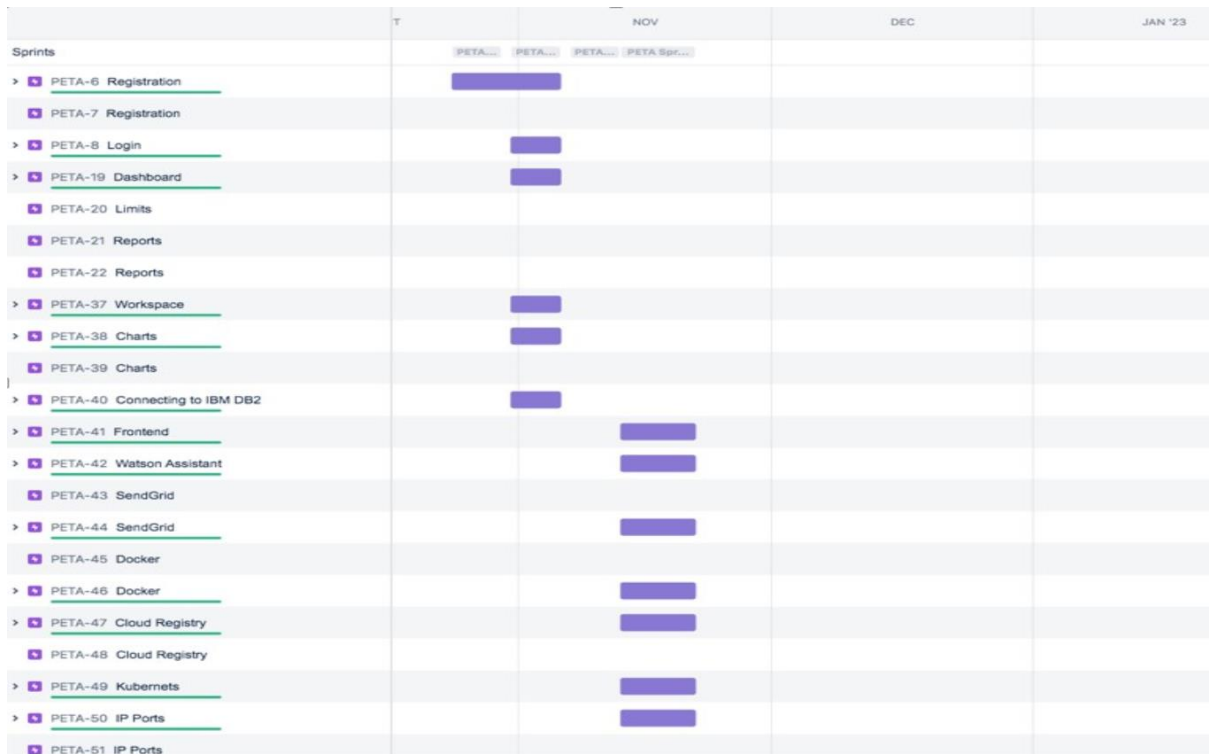 T NOV DEC JAN '23
Sprints PETA... PETA... PETA... PETA Spr...
PETA-6 Registration
PETA-7 Registration
PETA-8 Login
PETA-19 Dashboard
PETA-20 Limits
PETA-21 Reports
PETA-22 Reports
PETA-37 Workspace
PETA-38 Charts
PETA-39 Charts
PETA-40 Connecting to IBM DB2
PETA-41 Frontend
PETA-42 Watson Assistant
PETA-43 SendGrid
PETA-44 SendGrid
PETA-45 Docker
PETA-46 Docker
PETA-47 Cloud Registry
PETA-48 Cloud Registry
PETA-49 Kubernets
PETA-50 IP Ports
PETA-51 IP Ports